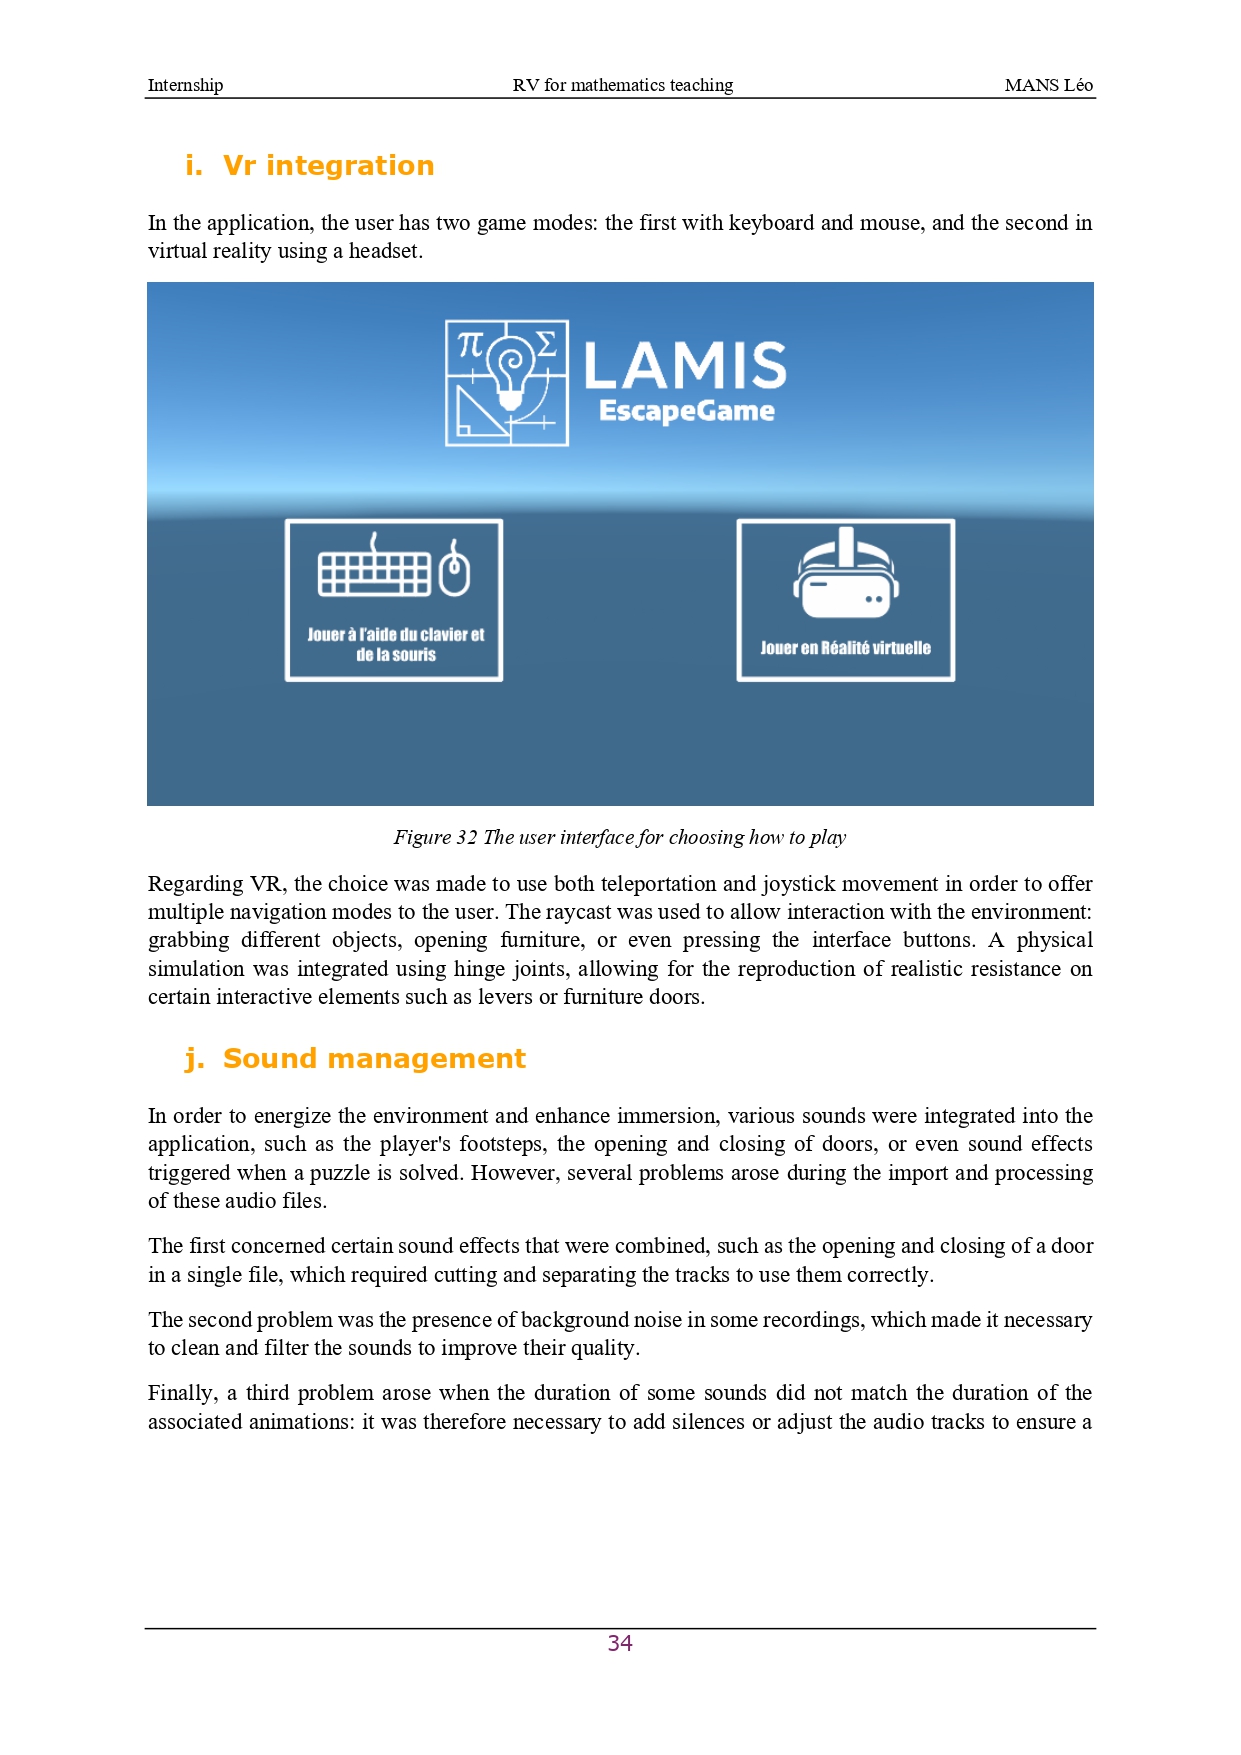 Internship RV for mathematics teaching MANS Léo
i. Vr integration
In the application, the user has two game modes: the first with keyboard and mouse, and the second in
virtual reality using a headset.
π Σ
LAMIS
EscapeGame
Jouer à l'aide du clavier et
de la souris
Jouer en Réalité virtuelle
Figure 32 The user interface for choosing how to play
Regarding VR, the choice was made to use both teleportation and joystick movement in order to offer
multiple navigation modes to the user. The raycast was used to allow interaction with the environment:
grabbing different objects, opening furniture, or even pressing the interface buttons. A physical
simulation was integrated using hinge joints, allowing for the reproduction of realistic resistance on
certain interactive elements such as levers or furniture doors.
j. Sound management
In order to energize the environment and enhance immersion, various sounds were integrated into the
application, such as the player's footsteps, the opening and closing of doors, or even sound effects
triggered when a puzzle is solved. However, several problems arose during the import and processing
of these audio files.
The first concerned certain sound effects that were combined, such as the opening and closing of a door
in a single file, which required cutting and separating the tracks to use them correctly.
The second problem was the presence of background noise in some recordings, which made it necessary
to clean and filter the sounds to improve their quality.
Finally, a third problem arose when the duration of some sounds did not match the duration of the
associated animations: it was therefore necessary to add silences or adjust the audio tracks to ensure a
34